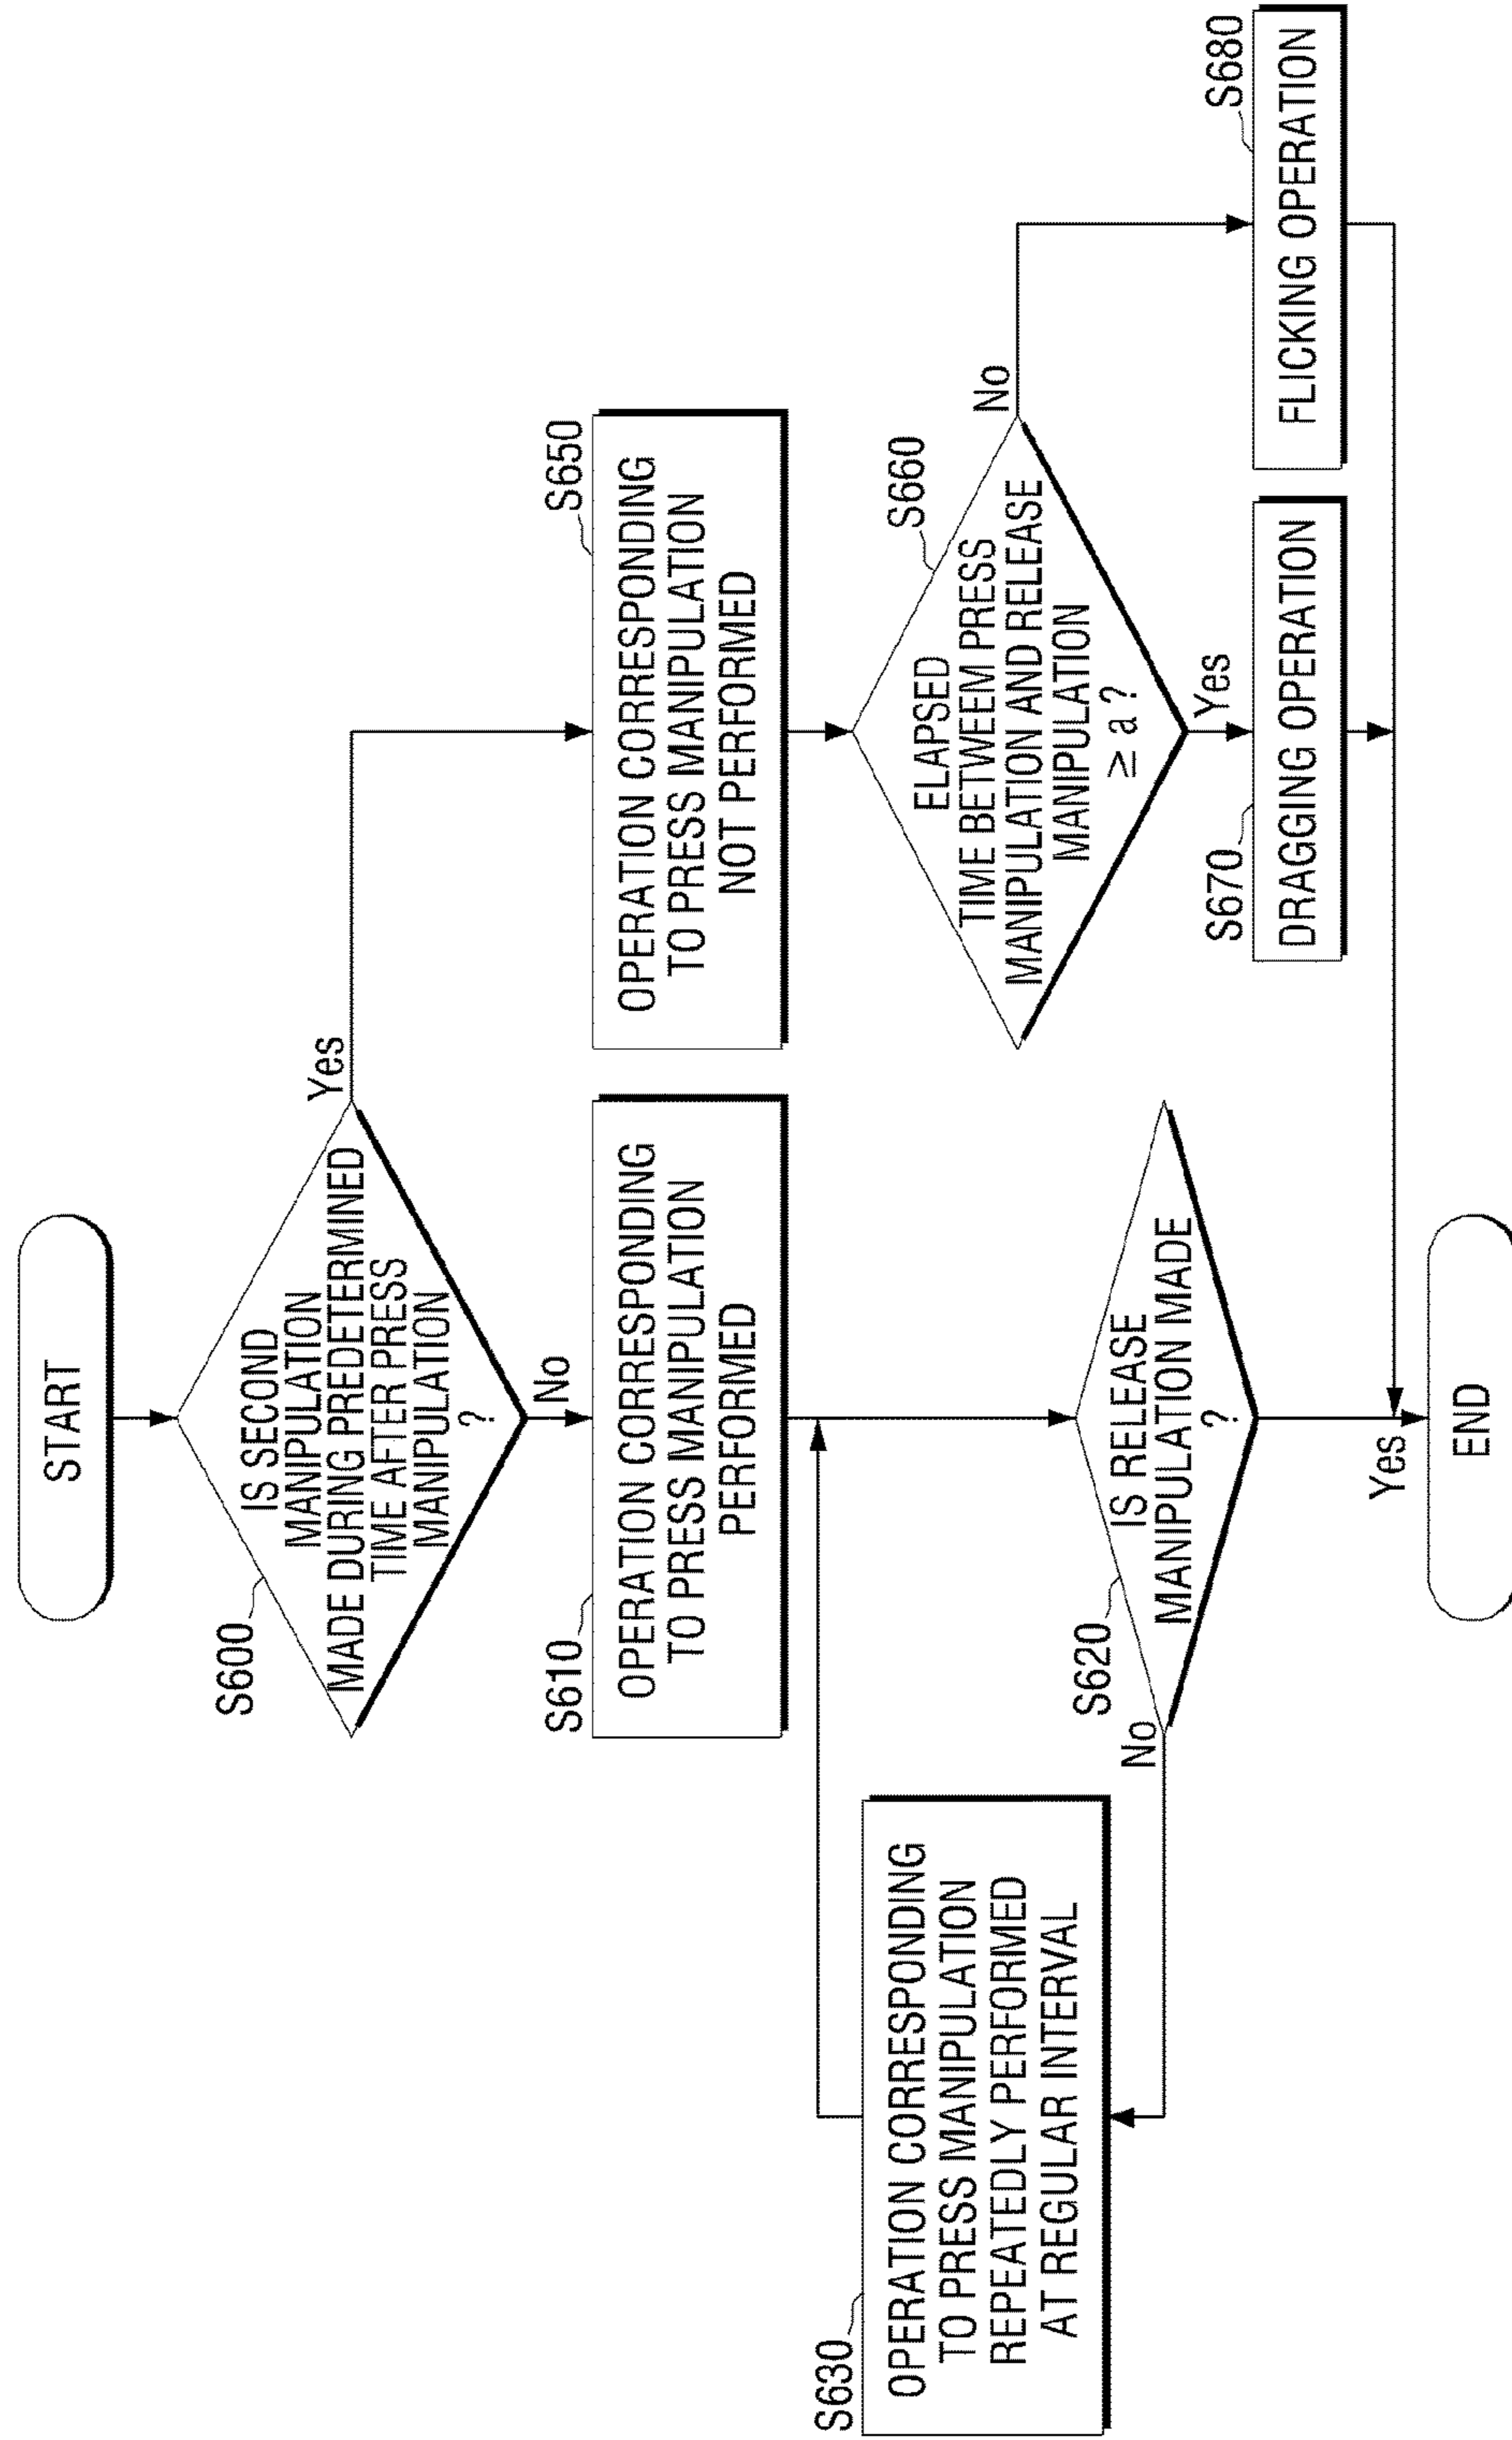 START
S600
IS SECOND
MANIPULATION
MADE DURING PREDETERMINED
TIME AFTER PRESS
MANIPULATION
?
Yes
No
S610
OPERATION CORRESPONDING
TO PRESS MANIPULATION
PERFORMED
S650
OPERATION CORRESPONDING
TO PRESS MANIPULATION
NOT PERFORMED
S630
OPERATION CORRESPONDING
TO PRESS MANIPULATION
REPEATEDLY PERFORMED
AT REGULAR INTERVAL
S620
IS RELEASE
MANIPULATION MADE
?
No
Yes
S660
ELAPSED
TIME BETWEEM PRESS
MANIPULATION AND RELEASE
MANIPULATION
≥ a ?
No
Yes
S670
DRAGGING OPERATION
S680
FLICKING OPERATION
END